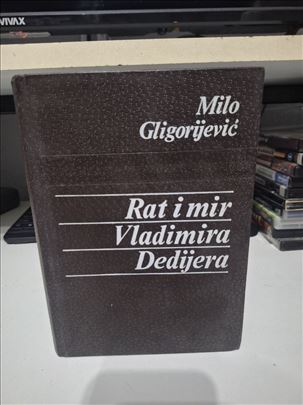 VIVAX
Milo
Gligorijević
Rat i mir
Vladimira
Dedijera